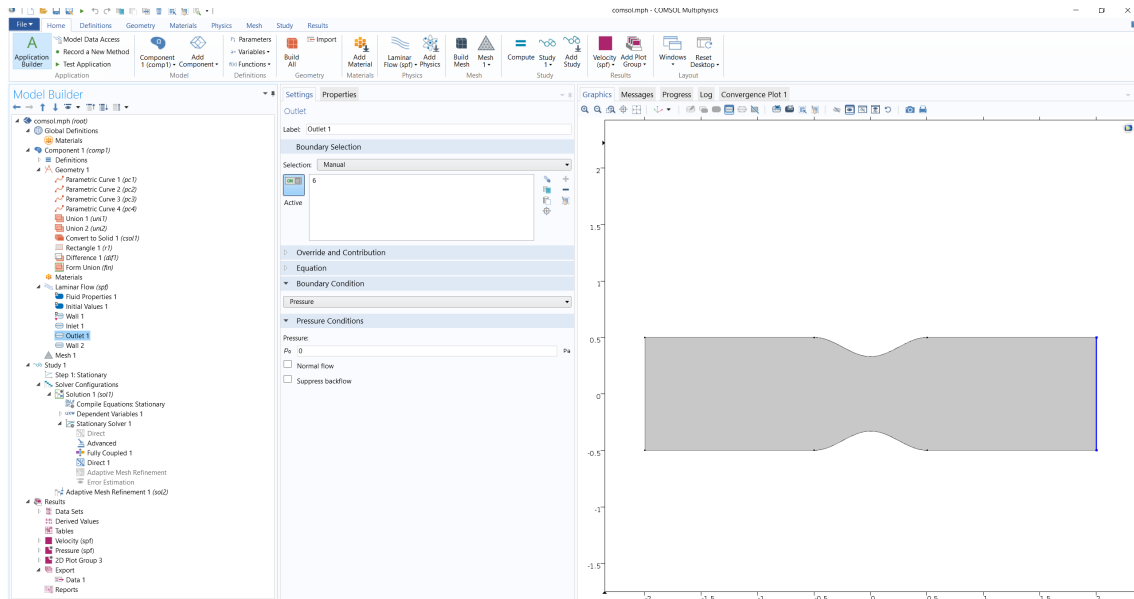 comsol.mph - COMSOL Multiphysics
File Home Definitions Geometry Materials Physics Mesh Study Results
Application Builder
Model Data Access
Record a New Method
Test Application
Application
Component 1 (comp1)
Add Component
Model
Pi Parameters
a= Variables
f(x) Functions
Definitions
Build All
Import
Geometry
Add Material
Materials
Laminar Flow (spf)
Add Physics
Physics
Build Mesh
Mesh 1
Mesh
Compute
Study 1
Add Study
Study
Velocity (spf)
Add Plot Group
Results
Windows
Reset Desktop
Layout
Model Builder
comsol.mph (root)
Global Definitions
Materials
Component 1 (comp1)
Definitions
Geometry 1
Parametric Curve 1 (pc1)
Parametric Curve 2 (pc2)
Parametric Curve 3 (pc3)
Parametric Curve 4 (pc4)
Union 1 (uni1)
Union 2 (uni2)
Convert to Solid 1 (csol1)
Rectangle 1 (r1)
Difference 1 (dif1)
Form Union (fin)
Materials
Laminar Flow (spf)
Fluid Properties 1
Initial Values 1
Wall 1
Inlet 1
Outlet 1
Wall 2
Mesh 1
Study 1
Step 1: Stationary
Solver Configurations
Solution 1 (sol1)
Compile Equations: Stationary
Dependent Variables 1
Stationary Solver 1
Direct
Advanced
Fully Coupled 1
Direct 1
Adaptive Mesh Refinement
Error Estimation
Adaptive Mesh Refinement 1 (sol2)
Results
Data Sets
Derived Values
Tables
Velocity (spf)
Pressure (spf)
2D Plot Group 3
Export
Data 1
Reports
Settings Properties
Outlet
Label: Outlet 1
Boundary Selection
Selection: Manual
6
Active
Override and Contribution
Equation
Boundary Condition
Pressure
Pressure Conditions
Pressure:
p0 0 Pa
Normal flow
Suppress backflow
Graphics Messages Progress Log Convergence Plot 1
2
1.5
1
0.5
0
-0.5
-1
-1.5
-2 -1.5 -1 -0.5 0 0.5 1 1.5 2